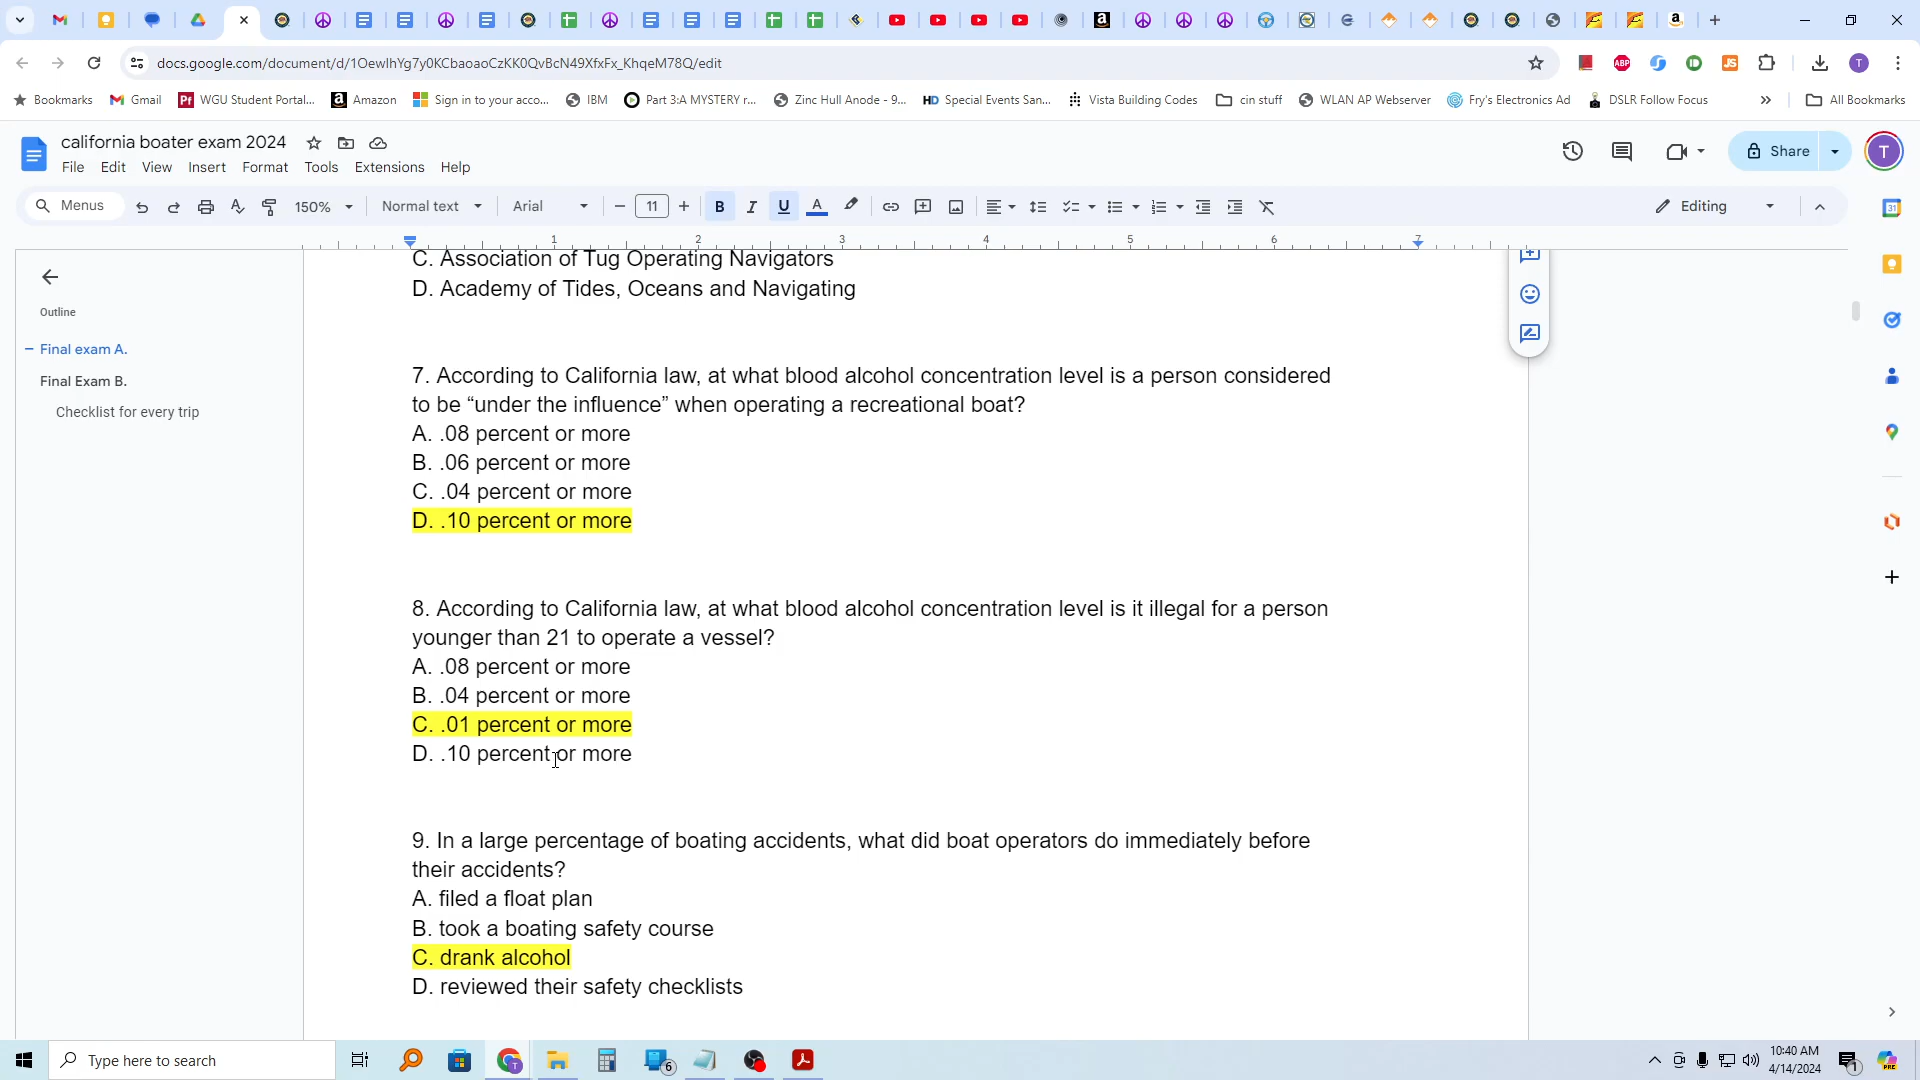 docs.google.com/document/d/1OewlhYg7y0KCbaoaoCzKK0QvBcN49XfxFx_KhqeM78Q/edit
Bookmarks Gmail WGU Student Portal... Amazon Sign in to your acco... IBM Part 3:A MYSTERY r... Zinc Hull Anode - 9... Special Events San... Vista Building Codes cin stuff WLAN AP Webserver Fry's Electronics Ad DSLR Follow Focus » All Bookmarks
california boater exam 2024
Share
T
File Edit View Insert Format Tools Extensions Help
Menus 150% Normal text Arial 11 B I U A Editing
1 2 3 4 5 6 7
Outline
Final exam A.
Final Exam B.
Checklist for every trip
C. Association of Tug Operating Navigators
D. Academy of Tides, Oceans and Navigating
7. According to California law, at what blood alcohol concentration level is a person considered
to be “under the influence” when operating a recreational boat?
A. .08 percent or more
B. .06 percent or more
C. .04 percent or more
D. .10 percent or more
8. According to California law, at what blood alcohol concentration level is it illegal for a person
younger than 21 to operate a vessel?
A. .08 percent or more
B. .04 percent or more
C. .01 percent or more
D. .10 percent or more
9. In a large percentage of boating accidents, what did boat operators do immediately before
their accidents?
A. filed a float plan
B. took a boating safety course
C. drank alcohol
D. reviewed their safety checklists
Type here to search
6
10:40 AM
4/14/2024
1